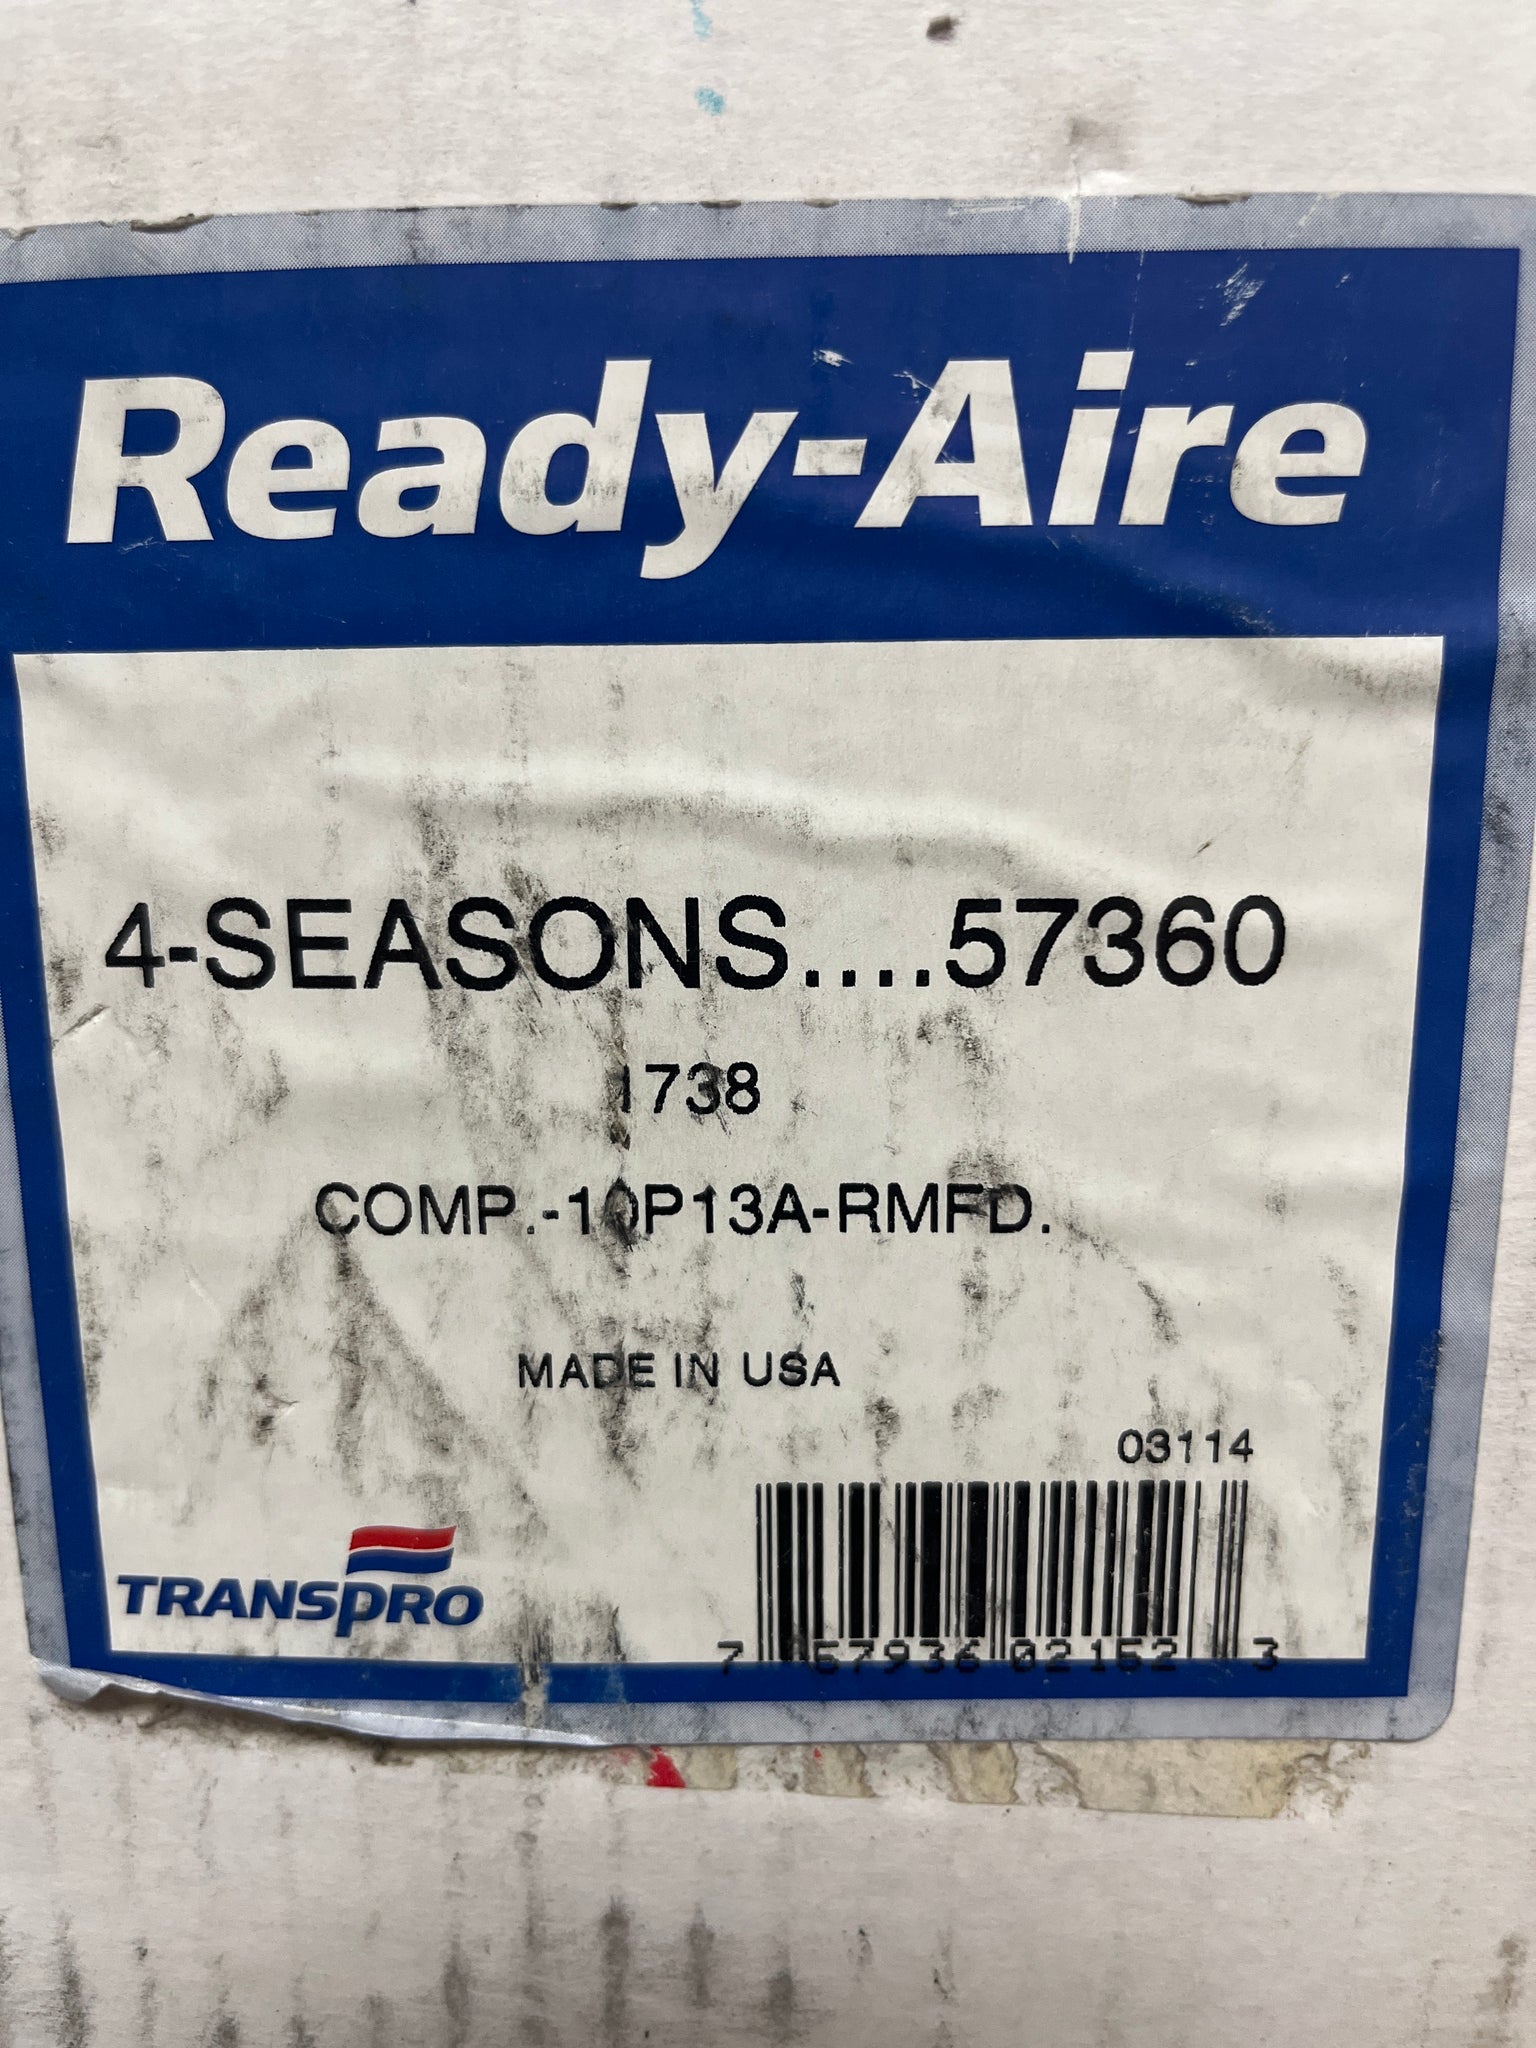 Ready-Aire
4-SEASONS....57360
1738
COMP.-10P13A-RMFD.
MADE IN USA
03114
TRANSPRO
7 57936 02152 3